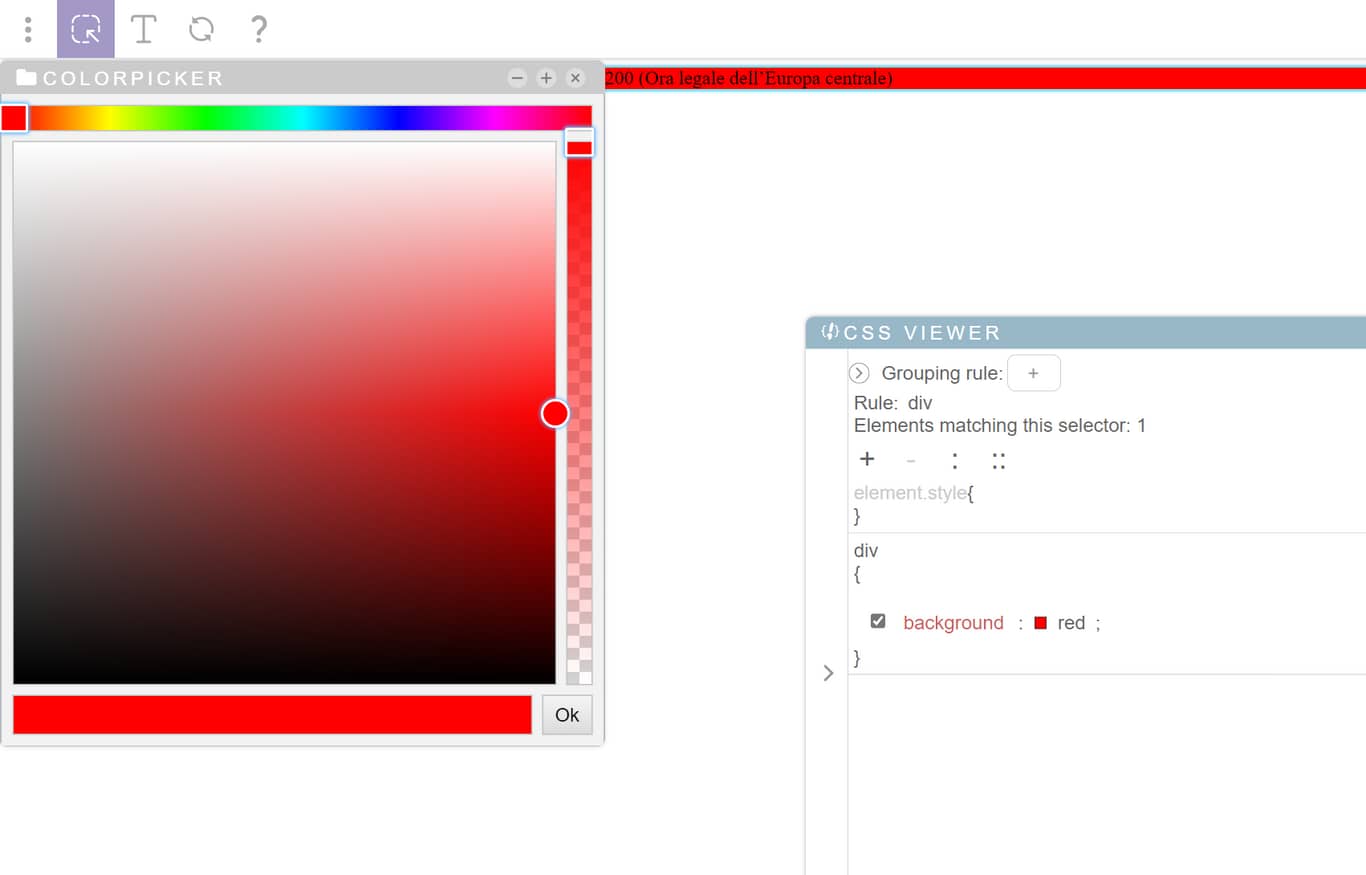 T ?
COLORPICKER
200 (Ora legale dell'Europa centrale)
CSS VIEWER
Grouping rule: +
Rule: div
Elements matching this selector: 1
+ - : ::
element.style{
}
div
{
background : red ;
}
Ok